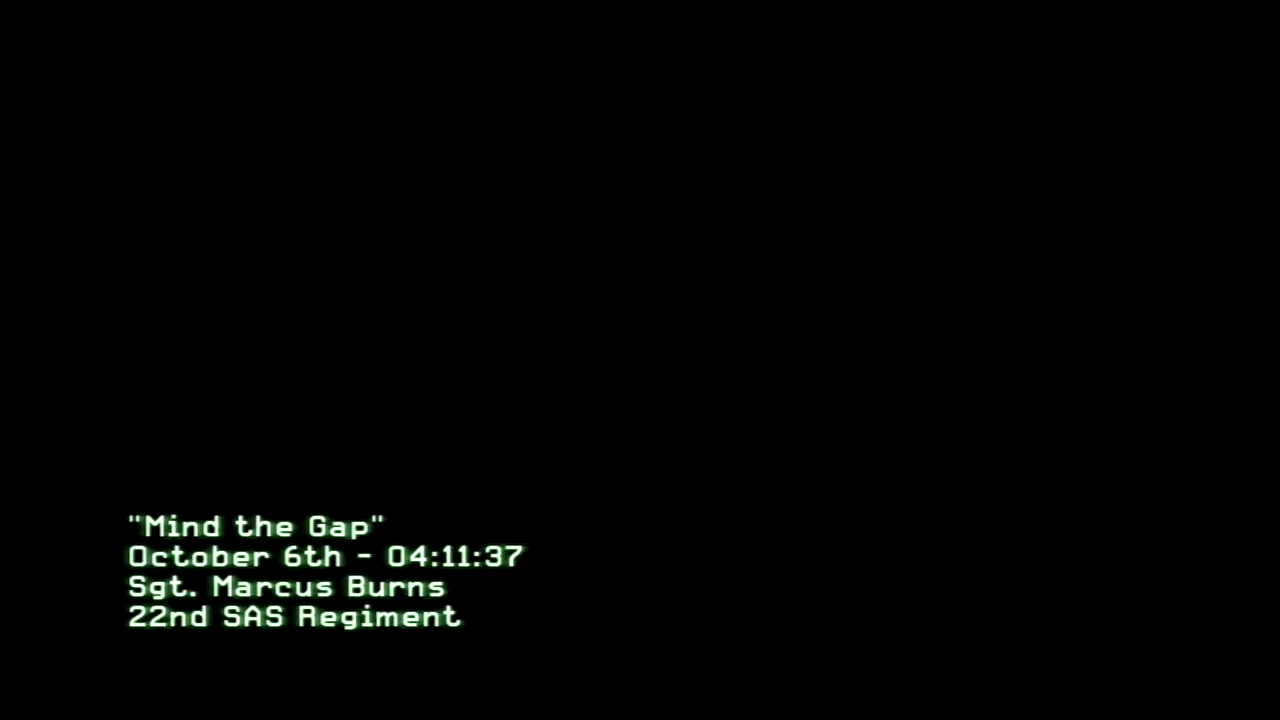 "Mind the Gap"
October 6th - 04:11:37
Sgt. Marcus Burns
22nd SAS Regiment